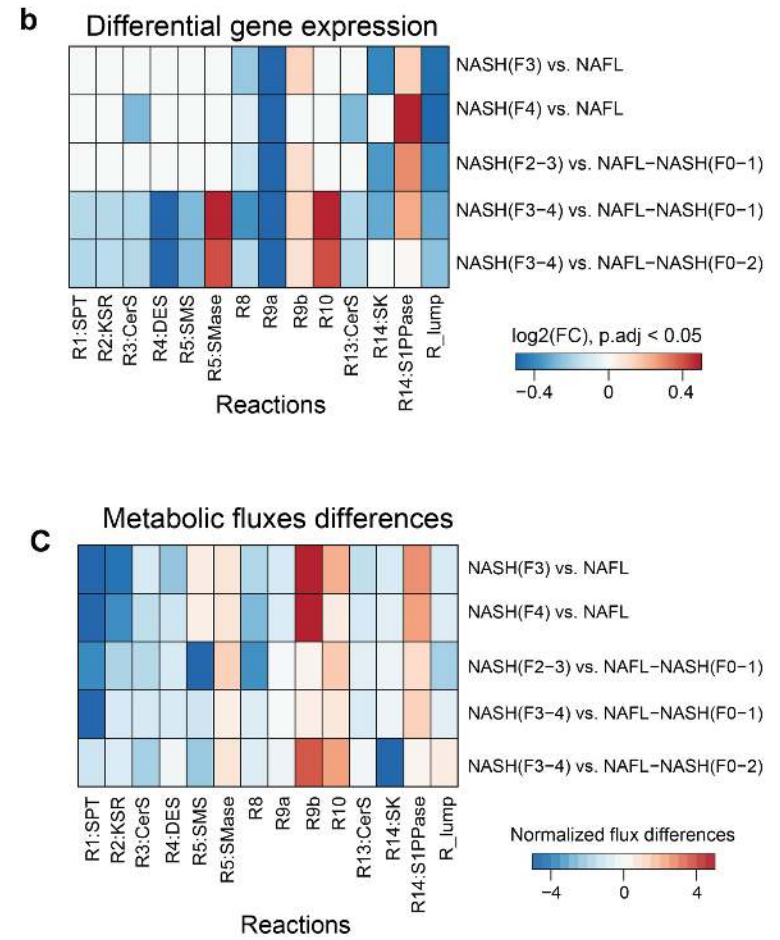 b
Differential gene expression
NASH(F3) vs. NAFL
NASH(F4) vs. NAFL
NASH(F2−3) vs. NAFL−NASH(F0−1)
NASH(F3−4) vs. NAFL−NASH(F0−1)
NASH(F3−4) vs. NAFL−NASH(F0−2)
R1:SPT
R2:KSR
R3:CerS
R4:DES
R5:SMS
R5:SMase
R8
R9a
R9b
R10
R13:CerS
R14:SK
R14:S1PPase
R_lump
Reactions
log2(FC), p.adj < 0.05
−0.4 0 0.4
C
Metabolic fluxes differences
NASH(F3) vs. NAFL
NASH(F4) vs. NAFL
NASH(F2−3) vs. NAFL−NASH(F0−1)
NASH(F3−4) vs. NAFL−NASH(F0−1)
NASH(F3−4) vs. NAFL−NASH(F0−2)
R1:SPT
R2:KSR
R3:CerS
R4:DES
R5:SMS
R5:SMase
R8
R9a
R9b
R10
R13:CerS
R14:SK
R14:S1PPase
R_lump
Reactions
Normalized flux differences
−4 0 4